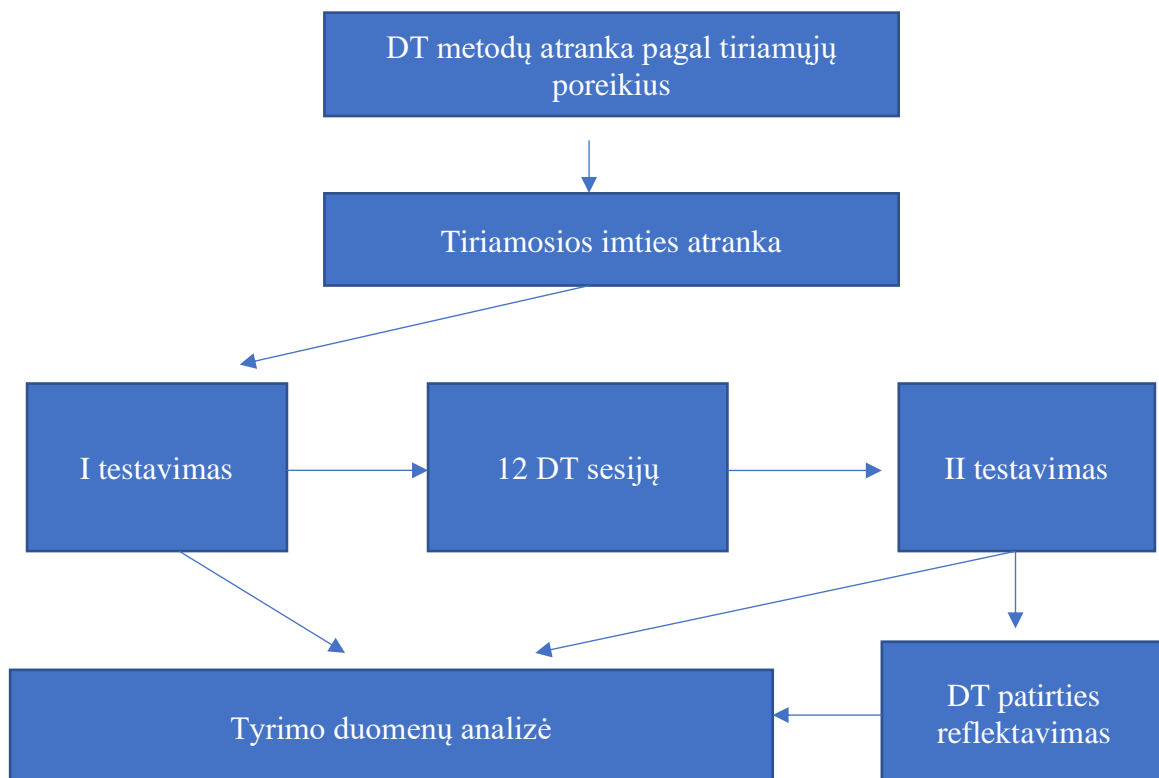 DT metodų atranka pagal tiriamųjų
poreikius
Tiriamosios imties atranka
I testavimas
12 DT sesijų
II testavimas
Tyrimo duomenų analizė
DT patirties
reflektavimas